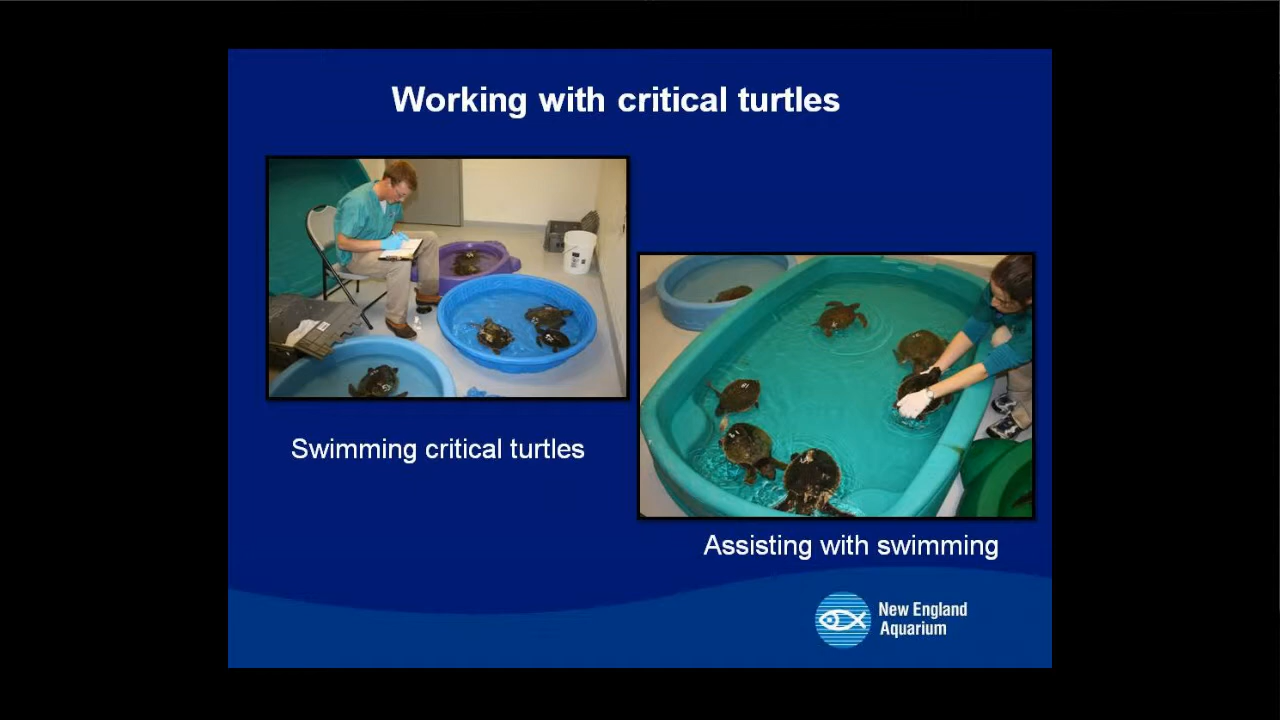 Working with critical turtles
Swimming critical turtles
Assisting with swimming
New England
Aquarium